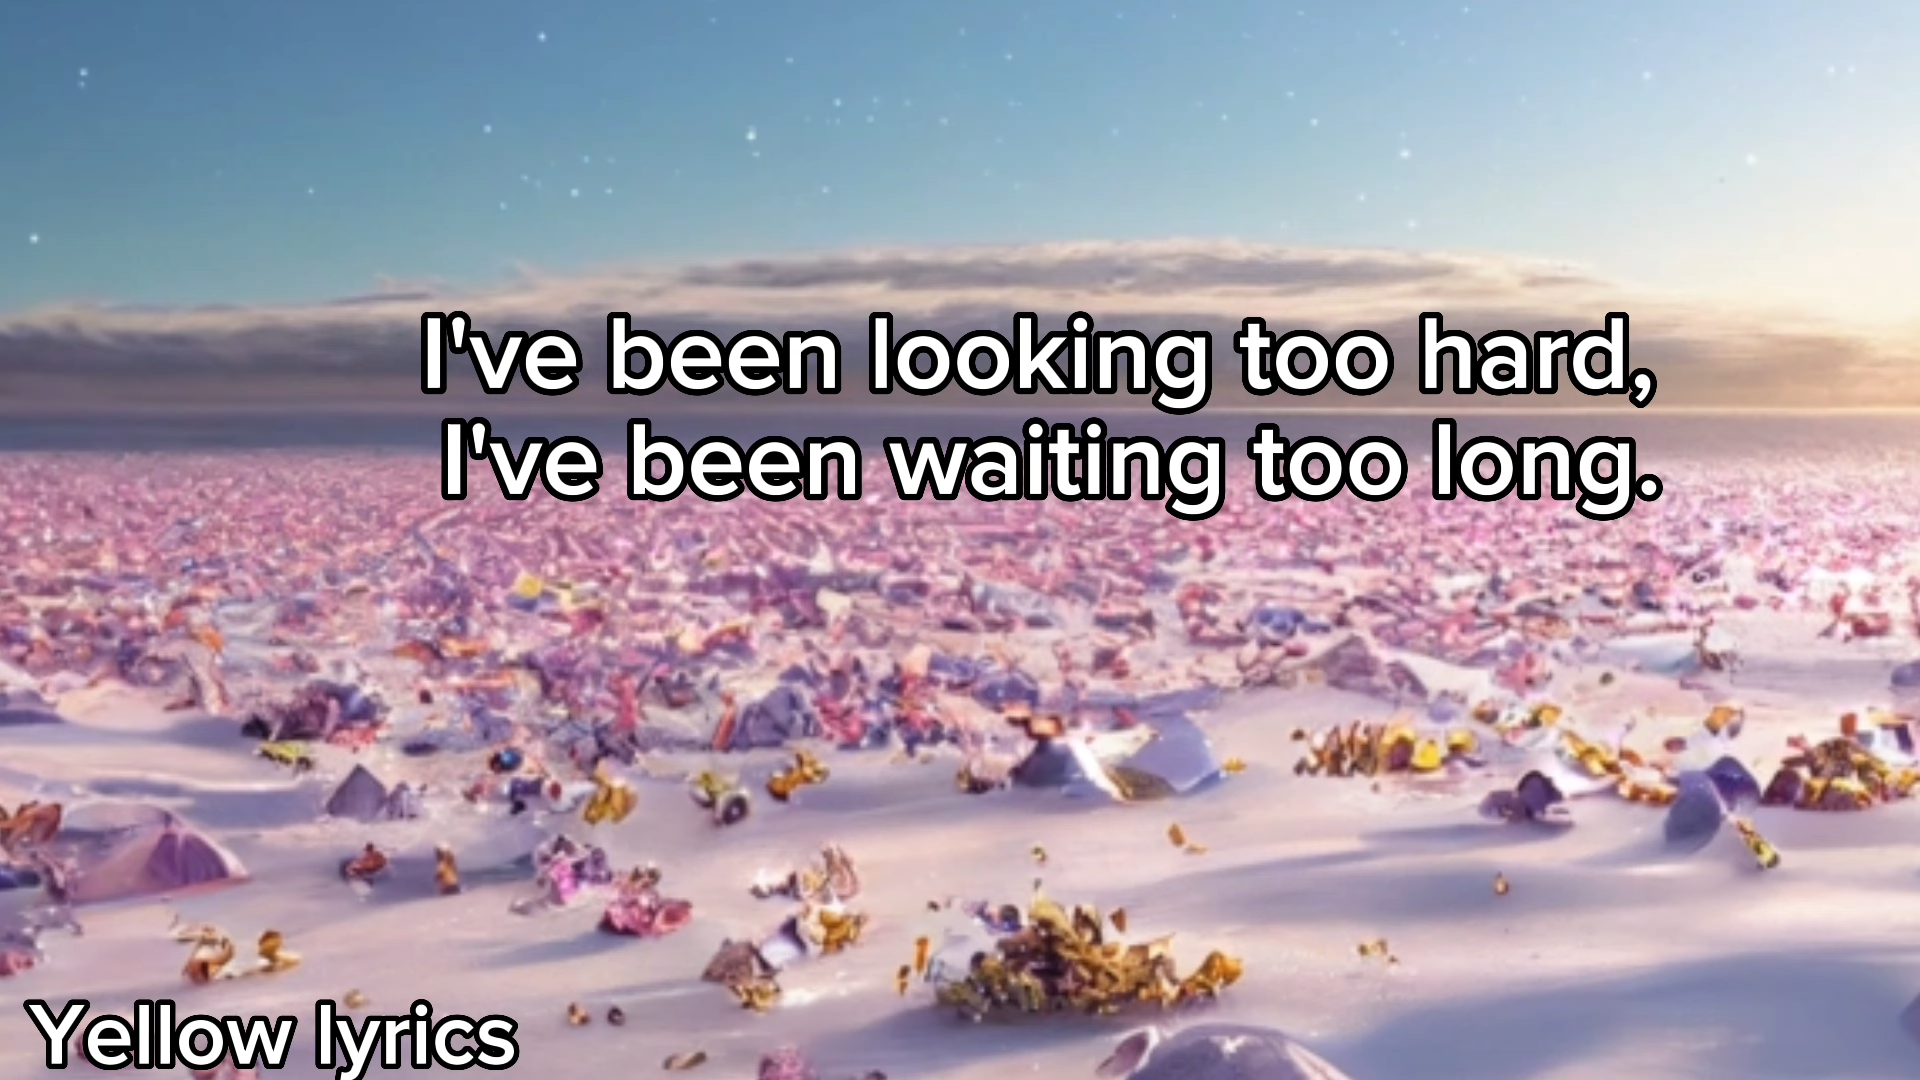 I've been looking too hard,
I've been waiting too long.
Yellow lyrics